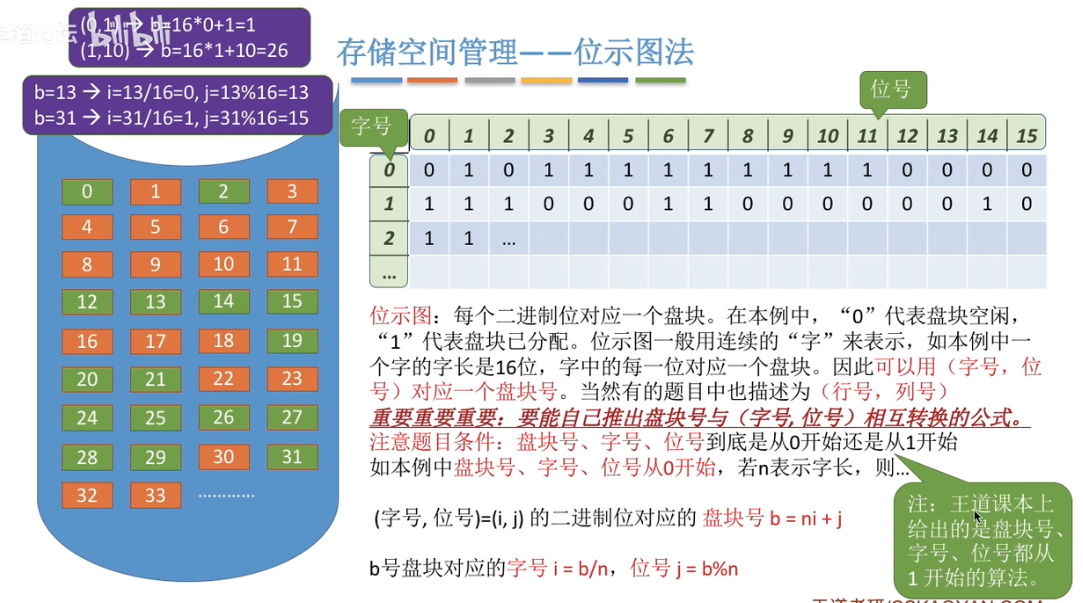 (0,1) → b=16*0+1=1
(1,10) → b=16*1+10=26
bilibili
b=13 → i=13/16=0, j=13%16=13
b=31 → i=31/16=1, j=31%16=15
存储空间管理——位示图法
位号
字号
0 1 2 3 4 5 6 7 8 9 10 11 12 13 14 15
0 0 1 0 1 1 1 1 1 1 1 1 1 0 0 0 0
1 1 1 1 0 0 0 1 1 0 0 0 0 0 0 1 0
2 1 1 ...
...
0 1 2 3
4 5 6 7
8 9 10 11
12 13 14 15
16 17 18 19
20 21 22 23
24 25 26 27
28 29 30 31
32 33 …………
位示图：每个二进制位对应一个盘块。在本例中，“0”代表盘块空闲，
“1”代表盘块已分配。位示图一般用连续的“字”来表示，如本例中一
个字的字长是16位，字中的每一位对应一个盘块。因此可以用（字号，位
号）对应一个盘块号。当然有的题目中也描述为（行号，列号）
重要重要重要：要能自己推出盘块号与（字号, 位号）相互转换的公式。
注意题目条件：盘块号、字号、位号到底是从0开始还是从1开始
如本例中盘块号、字号、位号从0开始，若n表示字长，则...
(字号, 位号)=(i, j) 的二进制位对应的 盘块号 b = ni + j
b号盘块对应的字号 i = b/n，位号 j = b%n
注：王道课本上
给出的是盘块号、
字号、位号都从
1 开始的算法。